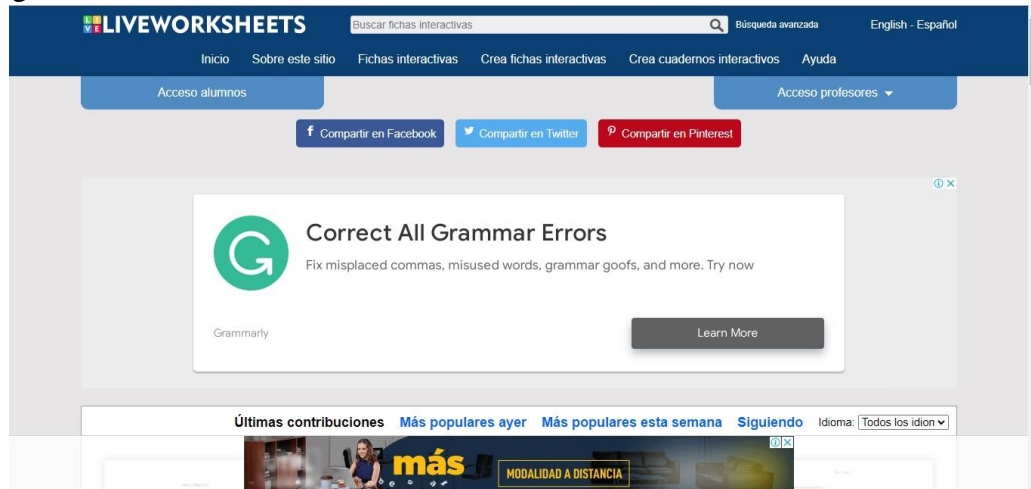 LIVE LIVEWORKSHEETS Buscar fichas interactivas Búsqueda avanzada English - Español
Inicio Sobre este sitio Fichas interactivas Crea fichas interactivas Crea cuadernos interactivos Ayuda
Acceso alumnos Acceso profesores
Compartir en Facebook Compartir en Twitter Compartir en Pinterest
Correct All Grammar Errors
Fix misplaced commas, misused words, grammar goofs, and more. Try now
Grammarly Learn More
Últimas contribuciones Más populares ayer Más populares esta semana Siguiendo Idioma: Todos los idion
más MODALIDAD A DISTANCIA